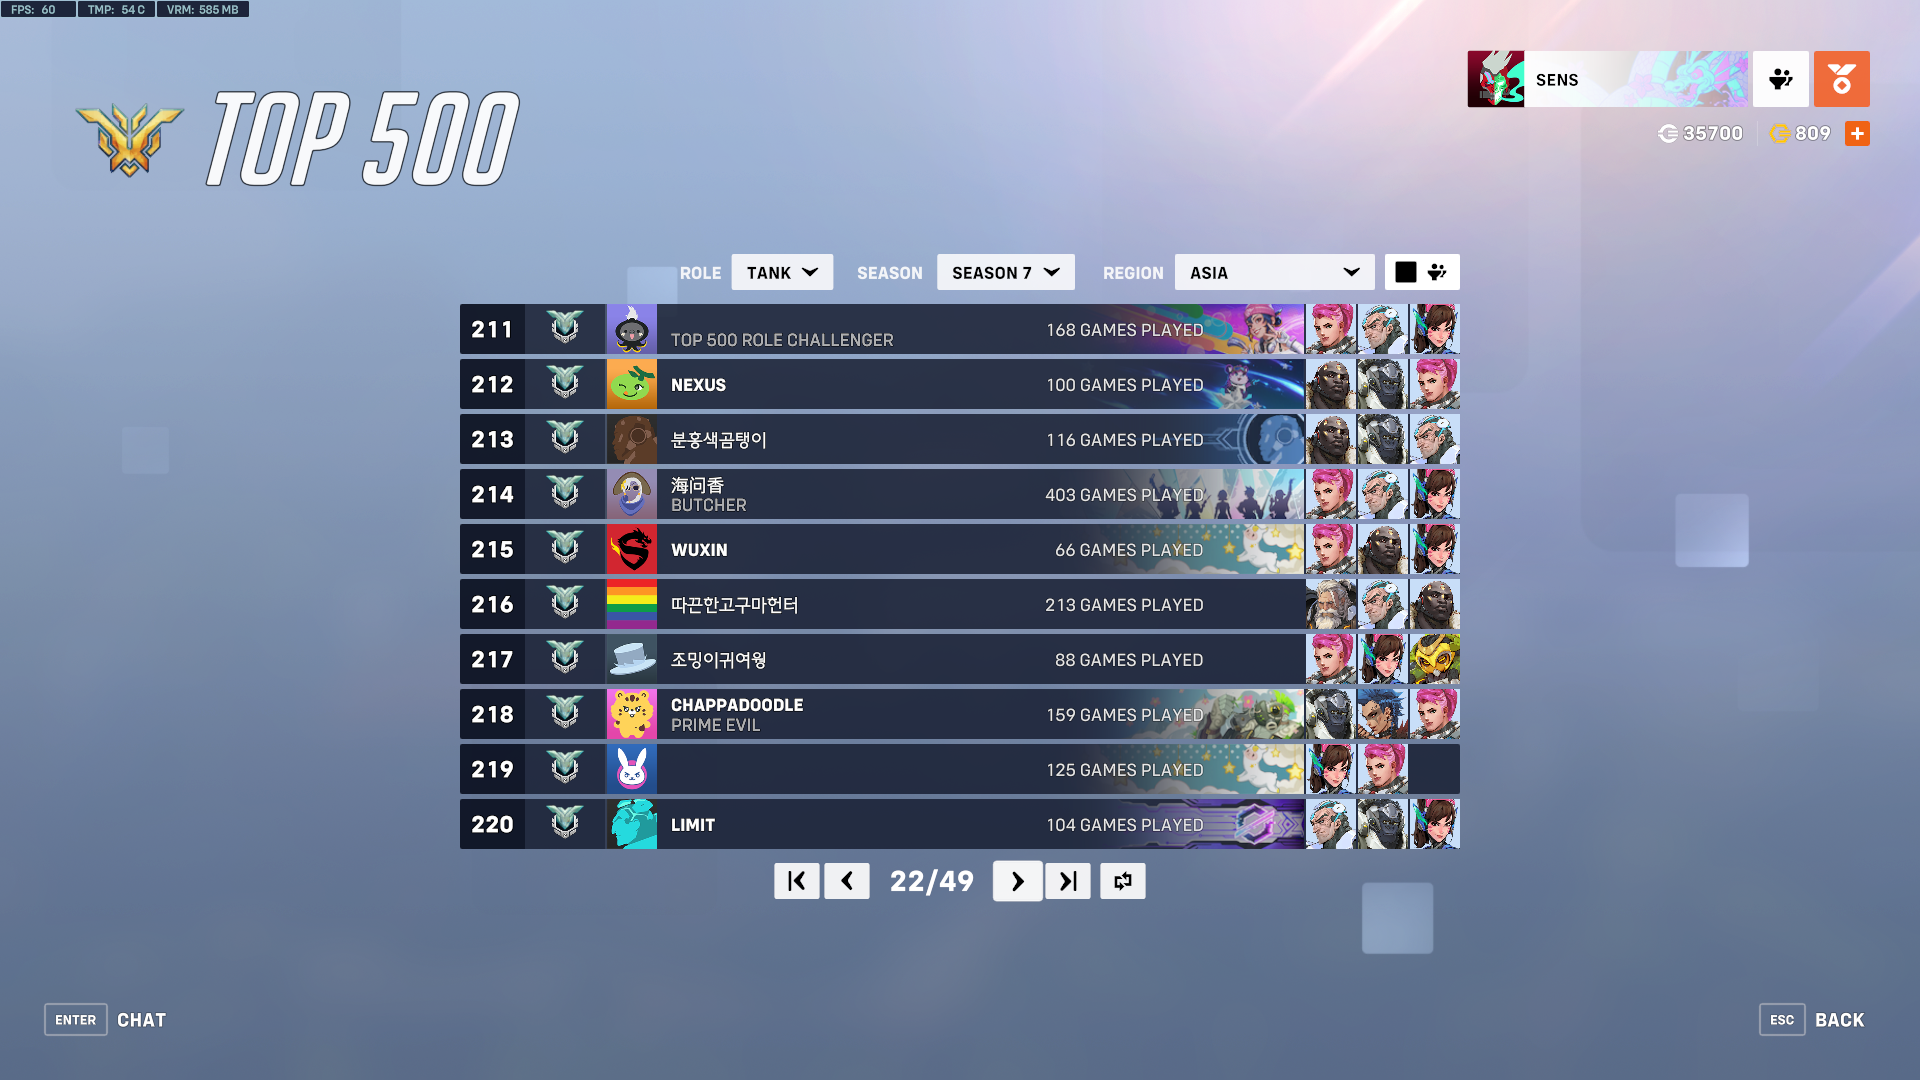 FPS: 60 TMP: 54 C VRM: 585 MB
TOP 500
SENS
35700 809
ROLE TANK SEASON SEASON 7 REGION ASIA
211 TOP 500 ROLE CHALLENGER 168 GAMES PLAYED
212 NEXUS 100 GAMES PLAYED
213 분홍색곰탱이 116 GAMES PLAYED
214 海问香 403 GAMES PLAYED
BUTCHER
215 WUXIN 66 GAMES PLAYED
216 따끈한고구마헌터 213 GAMES PLAYED
217 조밍이귀여웡 88 GAMES PLAYED
218 CHAPPADOODLE 159 GAMES PLAYED
PRIME EVIL
219 125 GAMES PLAYED
220 LIMIT 104 GAMES PLAYED
22/49
ENTER CHAT
ESC BACK